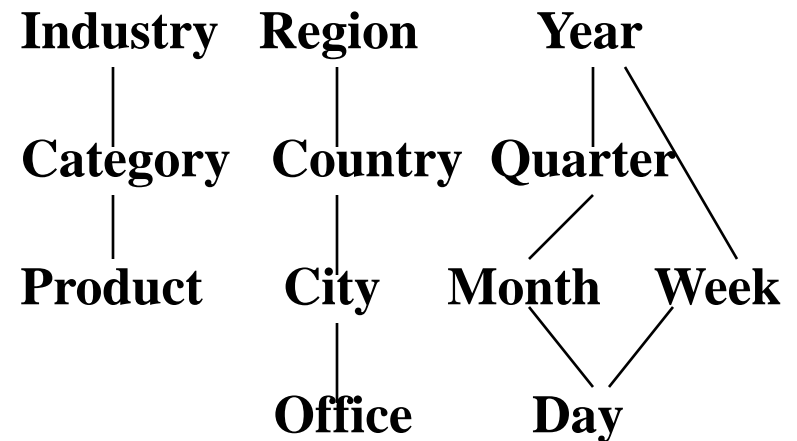 Industry Region Year
Category Country Quarter
Product City Month Week
Office Day